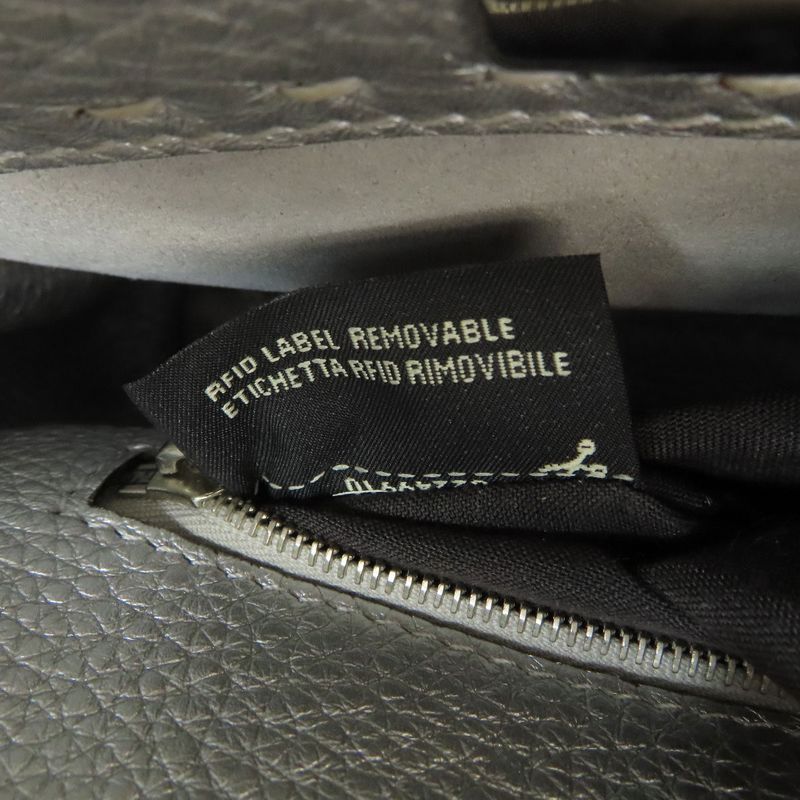 RFID LABEL REMOVABLE
ETICHETTA RFID RIMOVIBILE